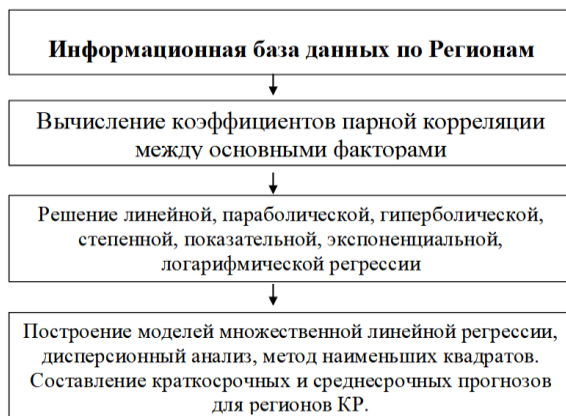 Информационная база данных по Регионам
Вычисление коэффициентов парной корреляции
между основными факторами
Решение линейной, параболической, гиперболической,
степенной, показательной, экспоненциальной,
логарифмической регрессии
Построение моделей множественной линейной регрессии,
дисперсионный анализ, метод наименьших квадратов.
Составление краткосрочных и среднесрочных прогнозов
для регионов КР.